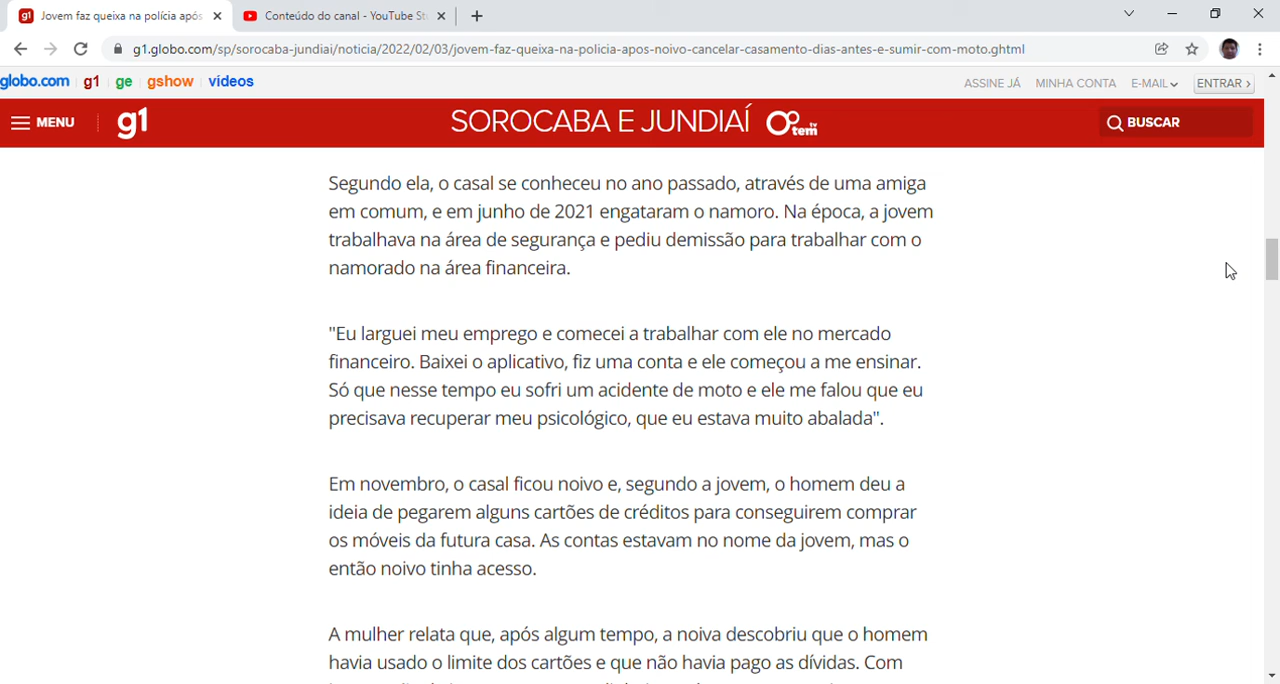 Jovem faz queixa na polícia após
Conteúdo do canal - YouTube St
g1.globo.com/sp/sorocaba-jundiai/noticia/2022/02/03/jovem-faz-queixa-na-policia-apos-noivo-cancelar-casamento-dias-antes-e-sumir-com-moto.ghtml
globo.com g1 ge gshow videos
ASSINE JÁ MINHA CONTA E-MAIL ENTRAR
MENU g1 SOROCABA E JUNDIAÍ tv tem BUSCAR
Segundo ela, o casal se conheceu no ano passado, através de uma amiga
em comum, e em junho de 2021 engataram o namoro. Na época, a jovem
trabalhava na área de segurança e pediu demissão para trabalhar com o
namorado na área financeira.
"Eu larguei meu emprego e comecei a trabalhar com ele no mercado
financeiro. Baixei o aplicativo, fiz uma conta e ele começou a me ensinar.
Só que nesse tempo eu sofri um acidente de moto e ele me falou que eu
precisava recuperar meu psicológico, que eu estava muito abalada".
Em novembro, o casal ficou noivo e, segundo a jovem, o homem deu a
ideia de pegarem alguns cartões de créditos para conseguirem comprar
os móveis da futura casa. As contas estavam no nome da jovem, mas o
então noivo tinha acesso.
A mulher relata que, após algum tempo, a noiva descobriu que o homem
havia usado o limite dos cartões e que não havia pago as dívidas. Com